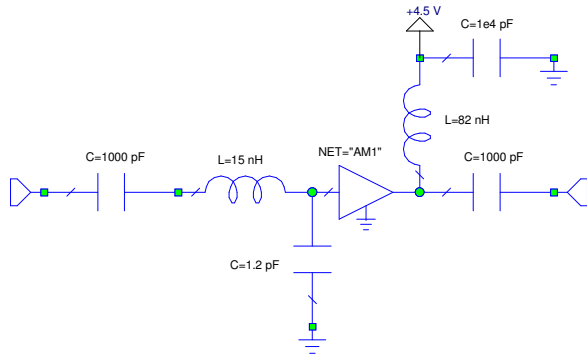 +4.5 V
C=1e4 pF
L=82 nH
NET="AM1"
C=1000 pF
L=15 nH
C=1000 pF
C=1.2 pF